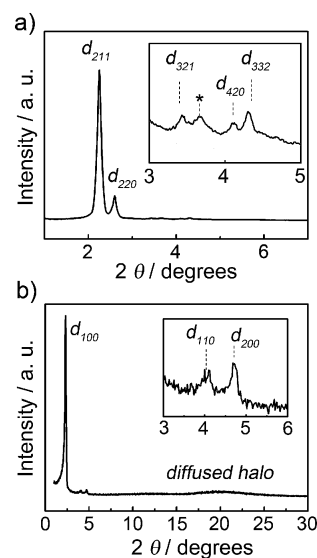 a)
d211
d220
d321
*
d420
d332
3 4 5
Intensity / a. u.
2 4 6
2 θ / degrees
b)
d100
d110
d200
3 4 5 6
diffused halo
Intensity / a. u.
0 5 10 15 20 25 30
2 θ / degrees